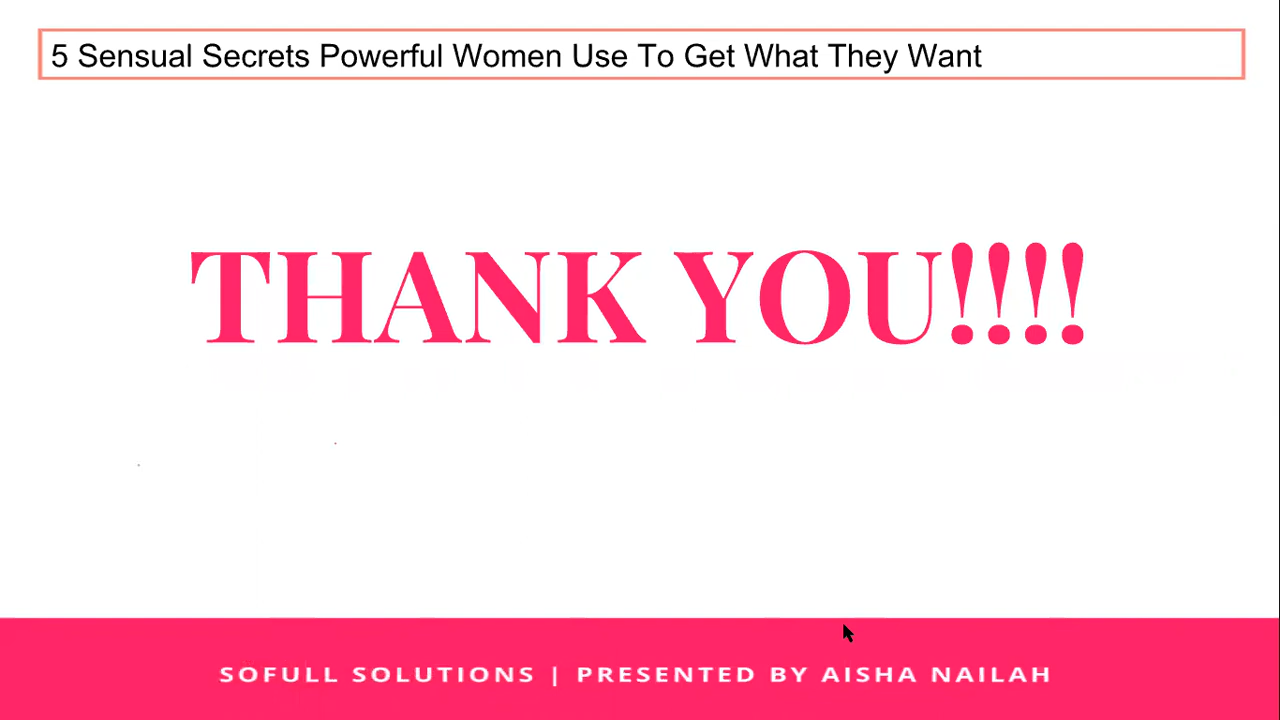 5 Sensual Secrets Powerful Women Use To Get What They Want
THANK YOU!!!!
SOFULL SOLUTIONS | PRESENTED BY AISHA NAILAH